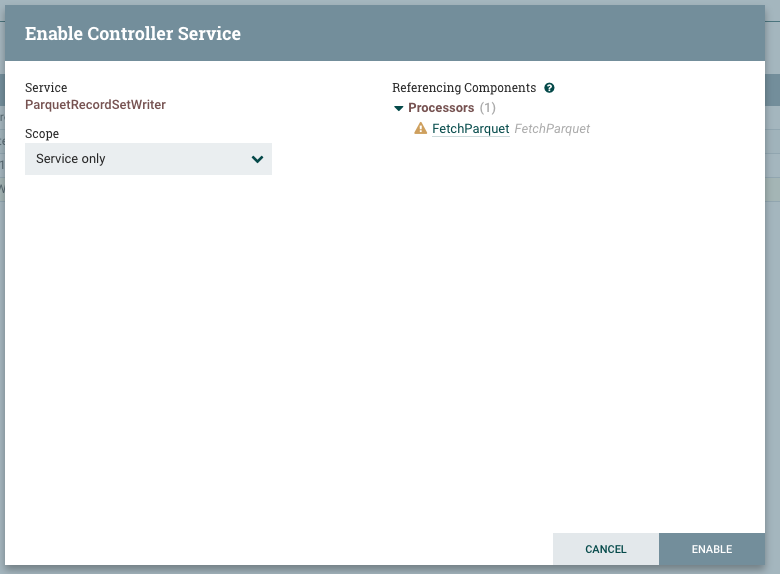 Enable Controller Service
Service
ParquetRecordSetWriter
Scope
Service only
Referencing Components
Processors (1)
FetchParquet FetchParquet
CANCEL
ENABLE